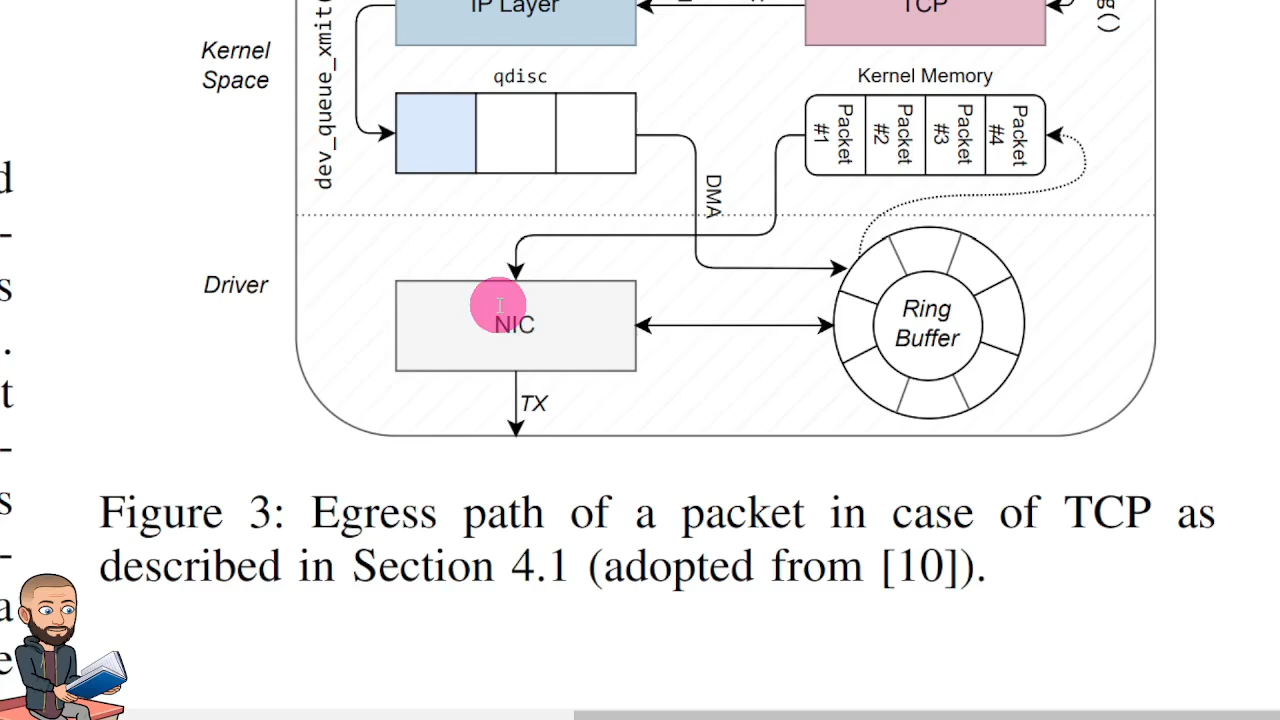 IP Layer
TCP
g()
dev_queue_xmit(
Kernel
Space
qdisc
Kernel Memory
Packet
#1
Packet
#2
Packet
#3
Packet
#4
DMA
d
-
s
.
t
-
s
-
a
e
Driver
NIC
Ring
Buffer
TX
Figure 3: Egress path of a packet in case of TCP as
described in Section 4.1 (adopted from [10]).